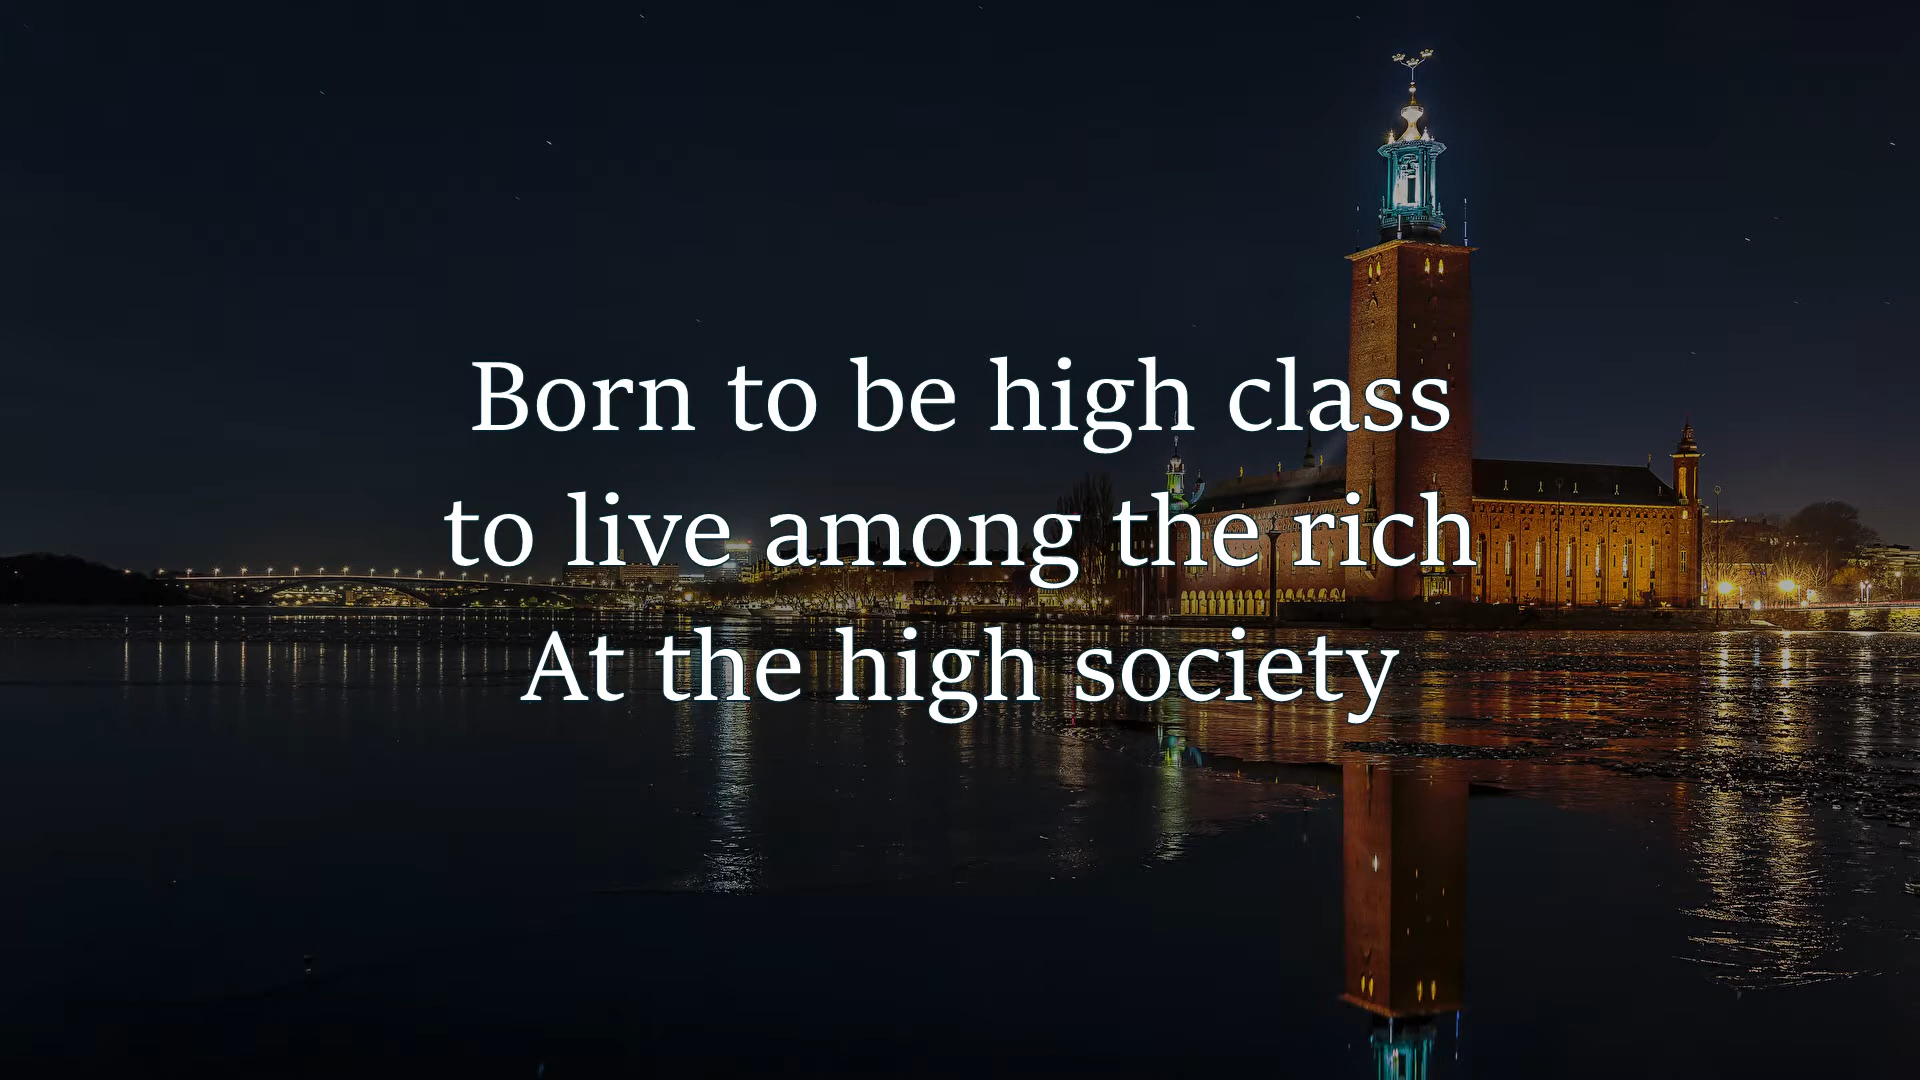 Born to be high class
to live among the rich
At the high society